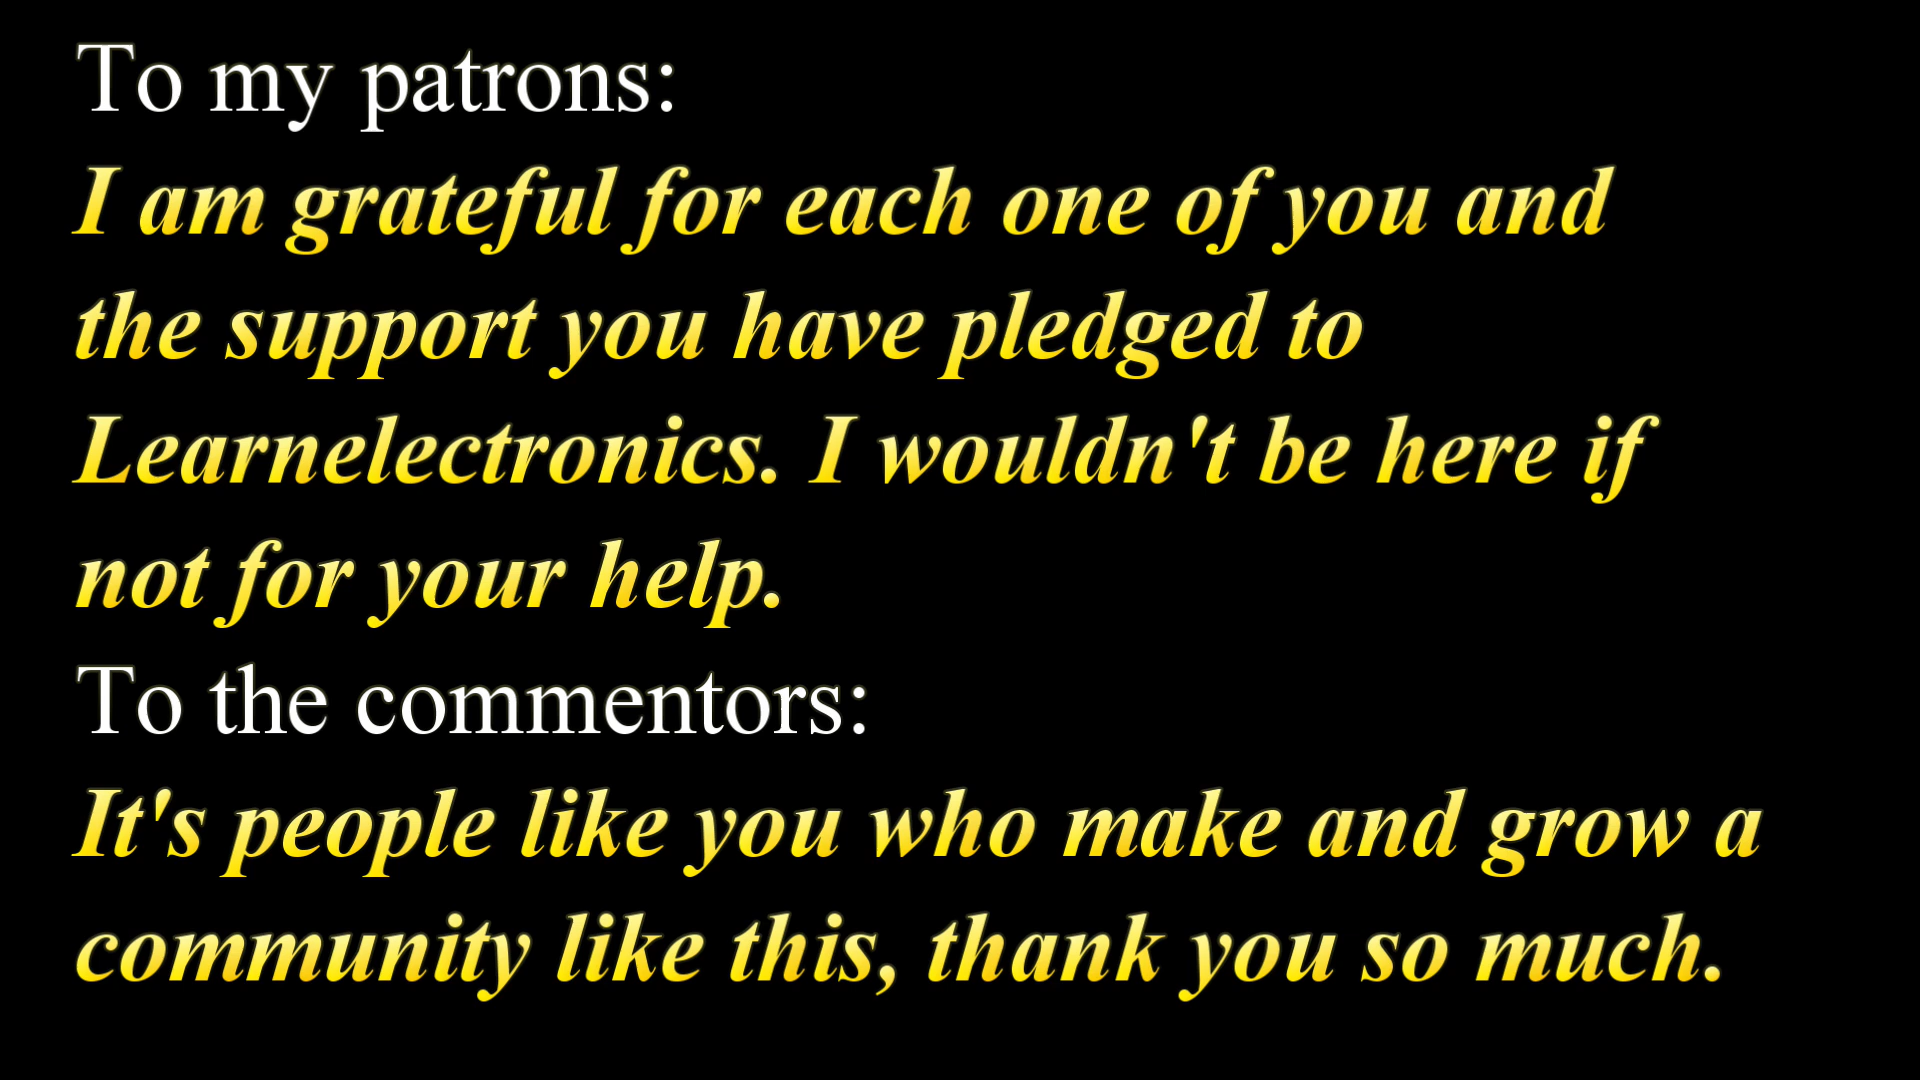 To my patrons:
I am grateful for each one of you and
the support you have pledged to
Learnelectronics. I wouldn't be here if
not for your help.
To the commentors:
It's people like you who make and grow a
community like this, thank you so much.